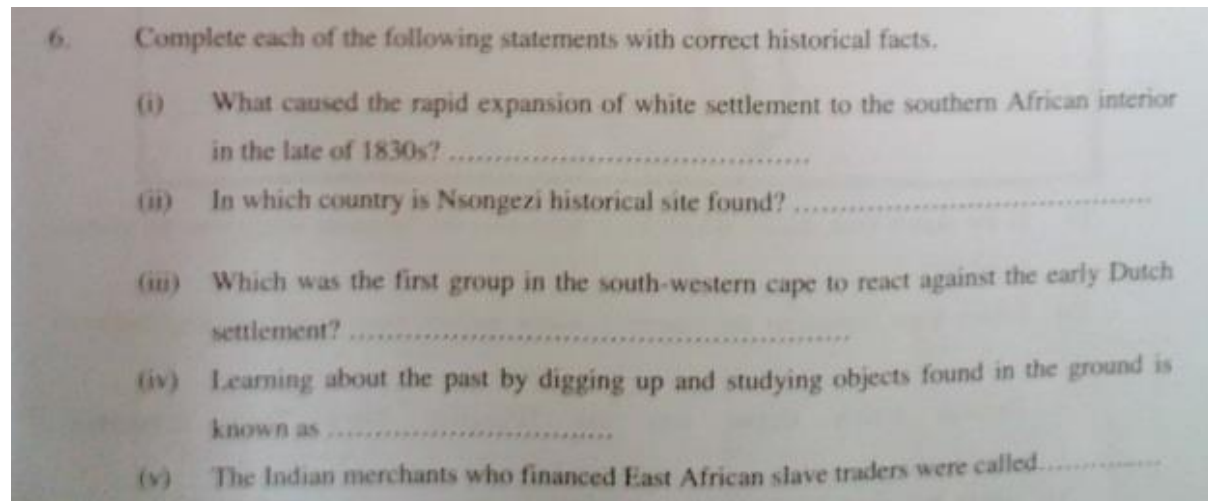 6. Complete each of the following statements with correct historical facts.
(i) What caused the rapid expansion of white settlement to the southern African interior
in the late of 1830s? ......................................
(ii) In which country is Nsongezi historical site found? ......................................
(iii) Which was the first group in the south-western cape to react against the early Dutch
settlement? ......................................................
(iv) Learning about the past by digging up and studying objects found in the ground is
known as ..............................
(v) The Indian merchants who financed East African slave traders were called...............